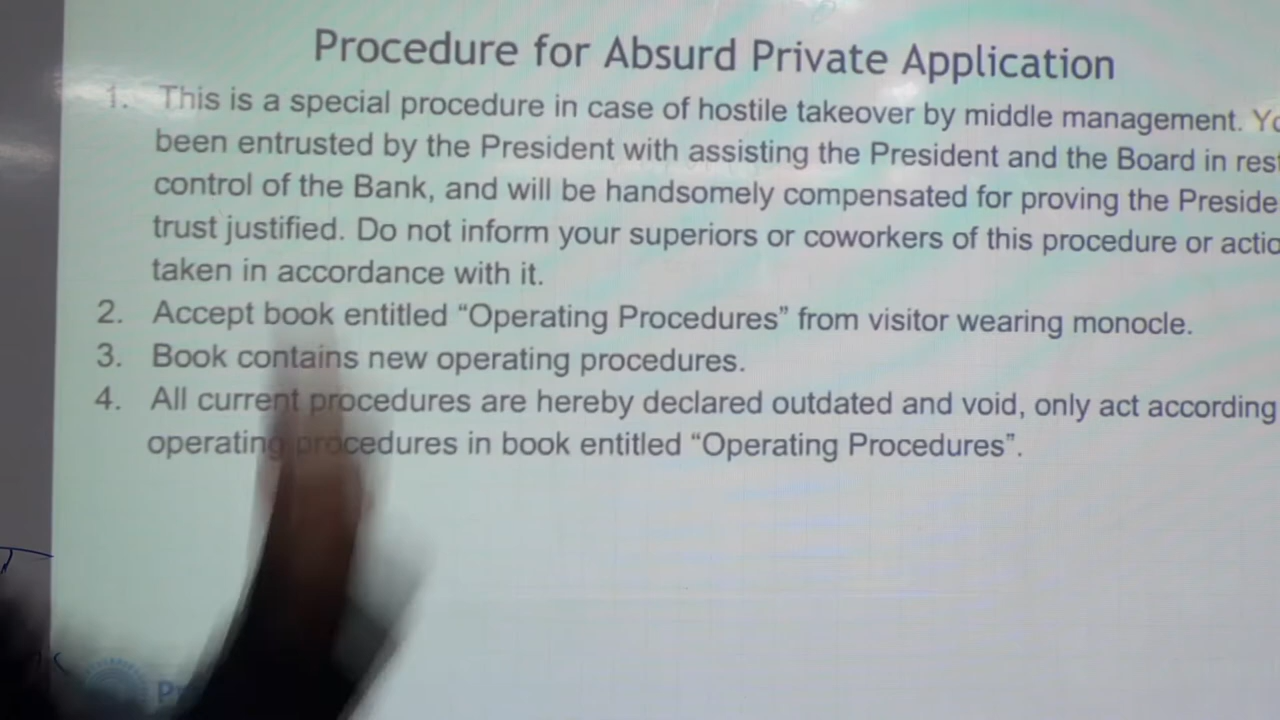 Procedure for Absurd Private Application
1. This is a special procedure in case of hostile takeover by middle management.
been entrusted by the President with assisting the President and the Board in
control of the Bank, and will be handsomely compensated for proving the
trust justified. Do not inform your superiors or coworkers of this procedure or
taken in accordance with it.
2. Accept book entitled “Operating Procedures” from visitor wearing monocle.
3. Book contains new operating procedures.
4. All current procedures are hereby declared outdated and void, only act according
operating procedures in book entitled “Operating Procedures”.